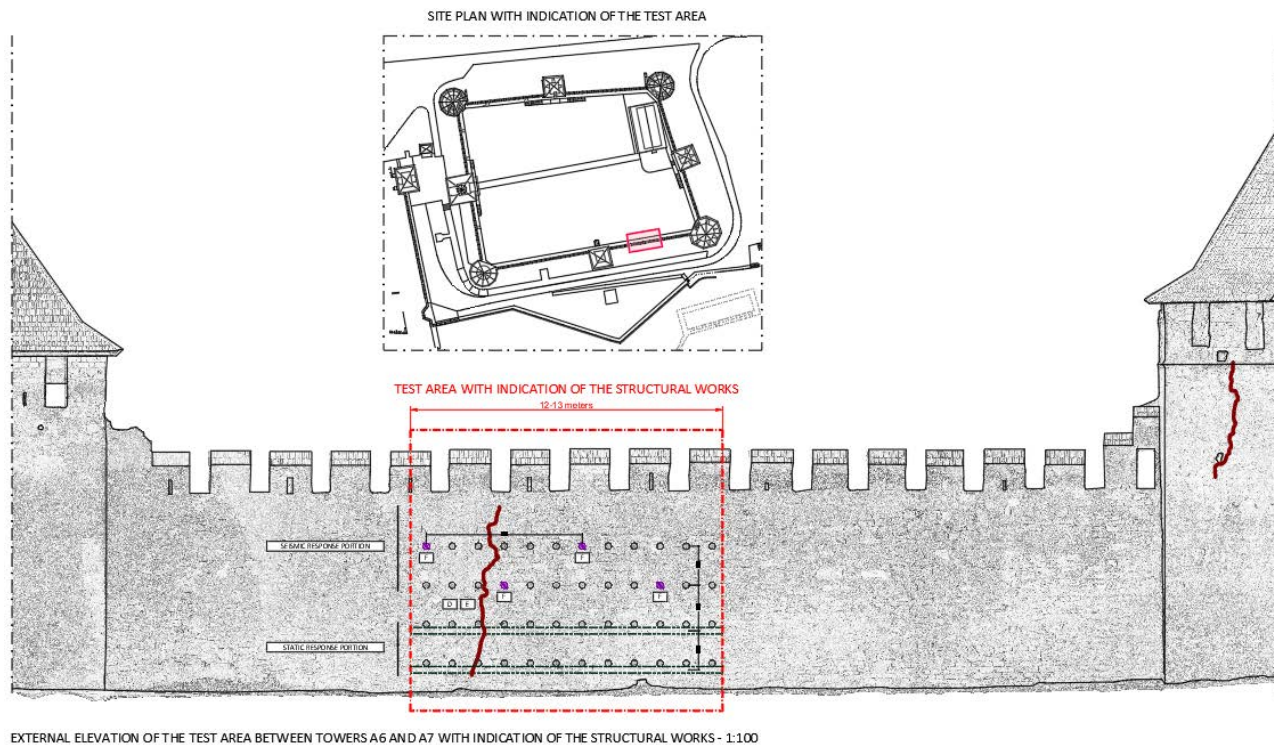 SITE PLAN WITH INDICATION OF THE TEST AREA
TEST AREA WITH INDICATION OF THE STRUCTURAL WORKS
12-13 meters
SEISMIC RESPONSE PORTION
F
F
F
F
D E
STATIC RESPONSE PORTION
EXTERNAL ELEVATION OF THE TEST AREA BETWEEN TOWERS A6 AND A7 WITH INDICATION OF THE STRUCTURAL WORKS - 1:100